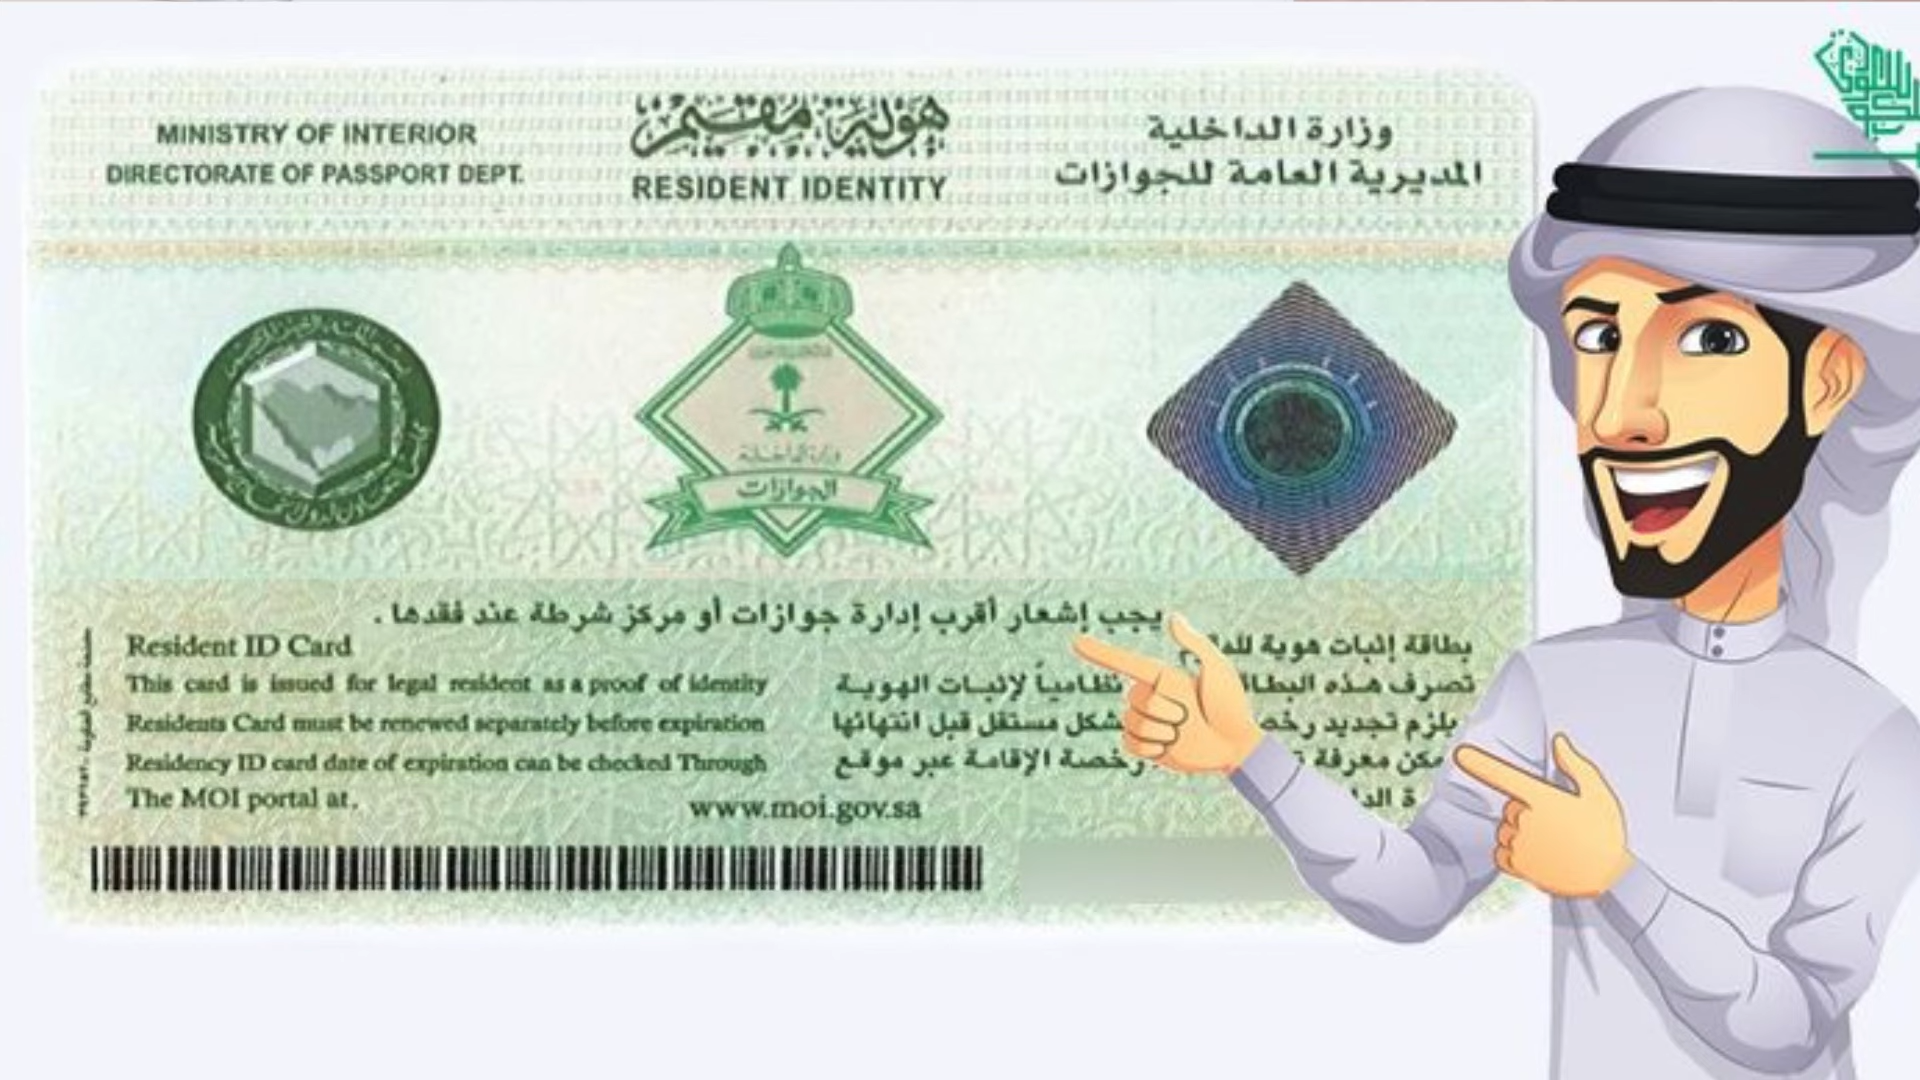 MINISTRY OF INTERIOR
DIRECTORATE OF PASSPORT DEPT.
هوية مقيم
RESIDENT IDENTITY
وزارة الداخلية
المديرية العامة للجوازات
الجوازات
يجب إشعار أقرب إدارة جوازات أو مركز شرطة عند فقدها .
Resident ID Card
This card is issued for legal resident as a proof of identity
Residents Card must be renewed separately before expiration
Residency ID card date of expiration can be checked Through
The MOI portal at.
www.moi.gov.sa
بطاقة إثبات هوية
تصرف هذه نظامياً لإثبات الهوية
يلزم تجديد شكل مستقل قبل انتهائها
معرفة رخصة الإقامة عبر موقع